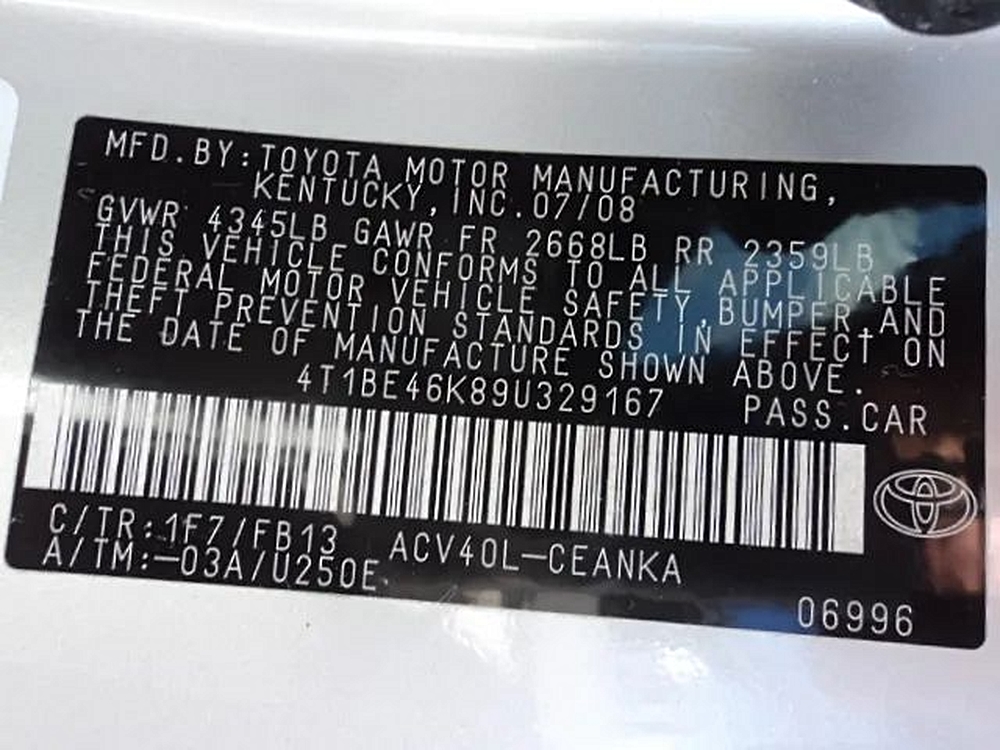 MFD.BY:TOYOTA MOTOR MANUFACTURING,
KENTUCKY,INC.07/08
GVWR 4345LB GAWR FR 2668LB RR 2359LB
THIS VEHICLE CONFORMS TO ALL APPLICABLE
FEDERAL MOTOR VEHICLE SAFETY,BUMPER,AND
THEFT PREVENTION STANDARDS IN EFFECT ON
THE DATE OF MANUFACTURE SHOWN ABOVE.
4T1BE46K89U329167 PASS.CAR
C/TR:1F7/FB13 ACV40L-CEANKA
A/TM:-03A/U250E
06996